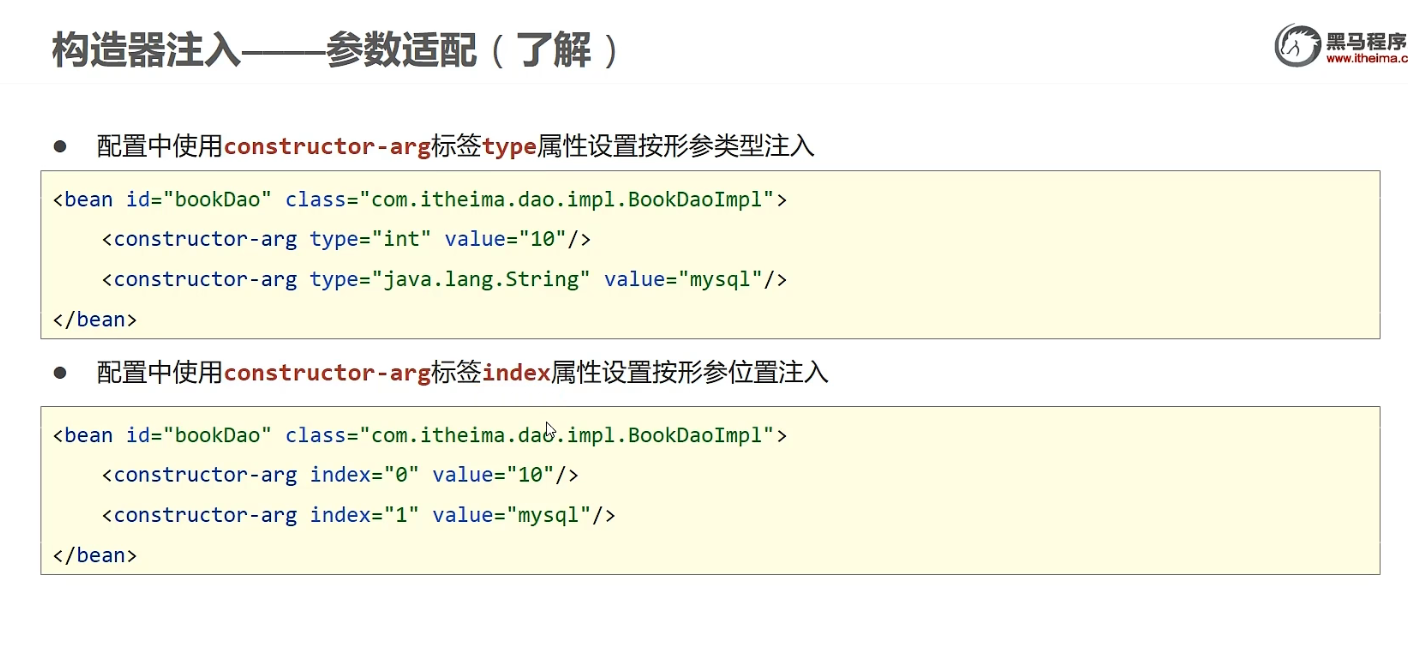 构造器注入——参数适配（了解）
黑马程序
www.itheima.c
● 配置中使用constructor-arg标签type属性设置按形参类型注入
<bean id="bookDao" class="com.itheima.dao.impl.BookDaoImpl">
    <constructor-arg type="int" value="10"/>
    <constructor-arg type="java.lang.String" value="mysql"/>
</bean>
● 配置中使用constructor-arg标签index属性设置按形参位置注入
<bean id="bookDao" class="com.itheima.dao.impl.BookDaoImpl">
    <constructor-arg index="0" value="10"/>
    <constructor-arg index="1" value="mysql"/>
</bean>